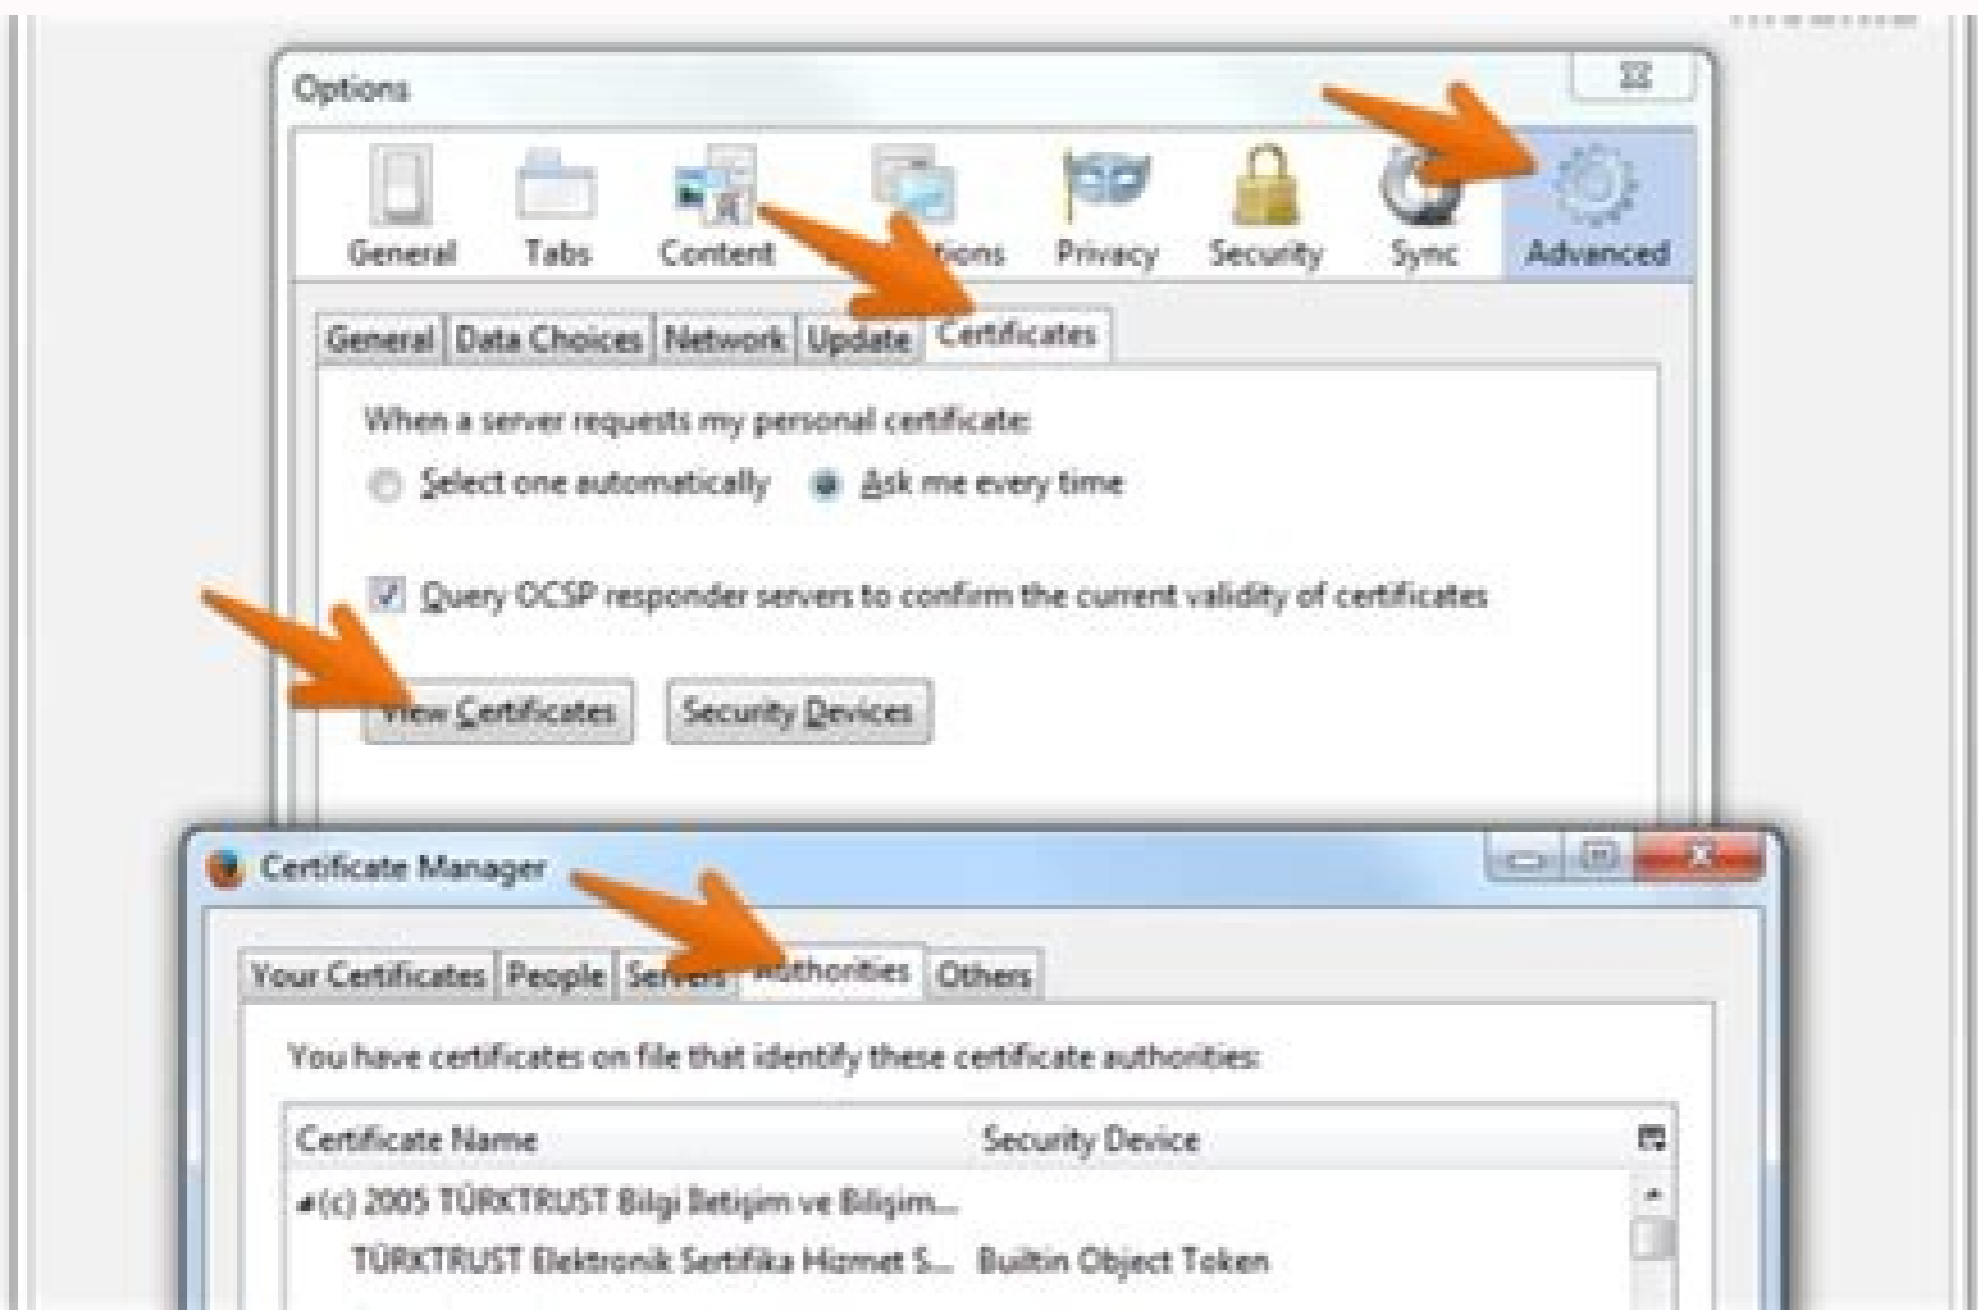 Options
General Tabs Content Privacy Security Sync Advanced
General Data Choices Network Update Certificates
When a server requests my personal certificate:
Select one automatically Ask me every time
Query OCSP responder servers to confirm the current validity of certificates
View Certificates Security Devices
Certificate Manager
Your Certificates People Servers Authorities Others
You have certificates on file that identify these certificate authorities:
Certificate Name Security Device
(c) 2005 TÜRKTRUST Bilgi İletişim ve Bilişim...
TÜRKTRUST Elektronik Sertifika Hizmet S... Builtin Object Token